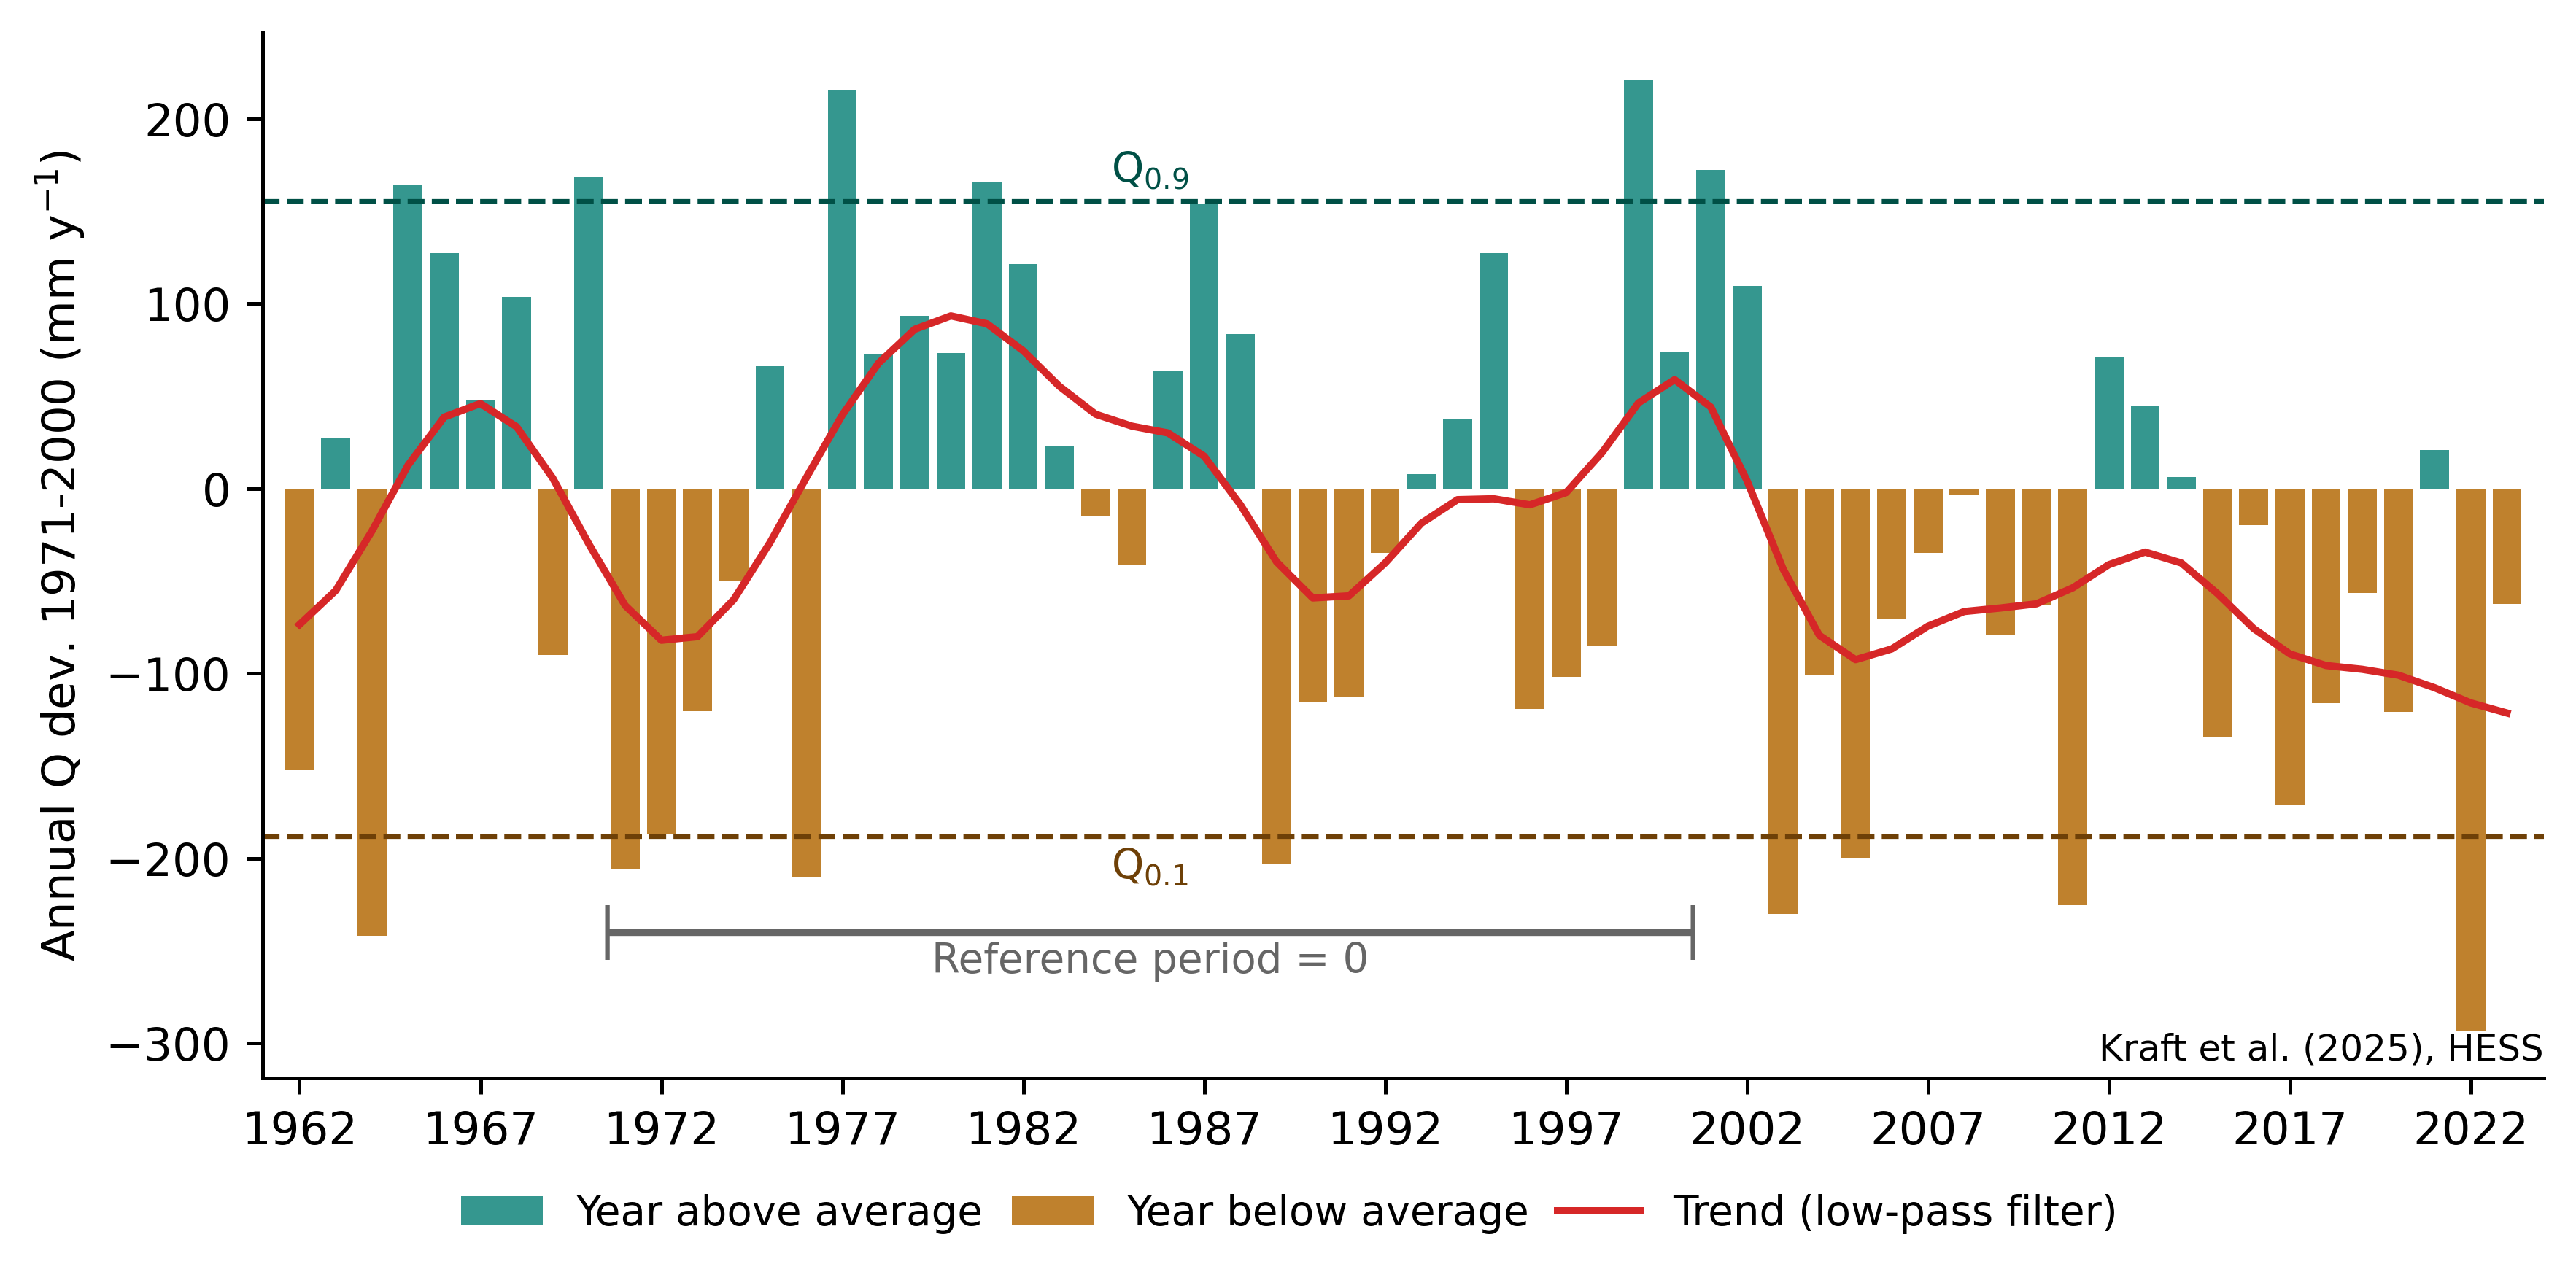 Annual Q dev. 1971-2000 (mm y⁻¹)
200
100
0
−100
−200
−300
Q₀.₉
Q₀.₁
Reference period = 0
Kraft et al. (2025), HESS
1962 1967 1972 1977 1982 1987 1992 1997 2002 2007 2012 2017 2022
Year above average Year below average Trend (low-pass filter)